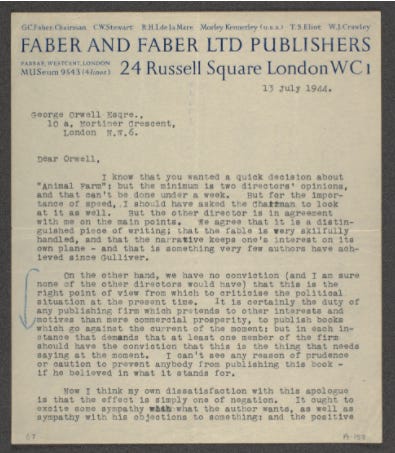 G.C.Faber Chairman C.W.Stewart R.H.I.de la Mare Morley Kennerley (U.S.A.) T.S.Eliot W.J.Crawley
FABER AND FABER LTD PUBLISHERS
FABBAF, WESTCENT, LONDON
MUSeum 9543 (4 lines) 24 Russell Square London WC1
13 July 1944.
George Orwell Esqre.,
10 a, Mortimer Crescent,
London N.W.6.
Dear Orwell,
I know that you wanted a quick decision about
"Animal Farm"; but the minimum is two directors' opinions,
and that can't be done under a week. But for the impor-
tance of speed, I should have asked the Chairman to look
at it as well. But the other director is in agreement
with me on the main points. We agree that it is a distin-
guished piece of writing; that the fable is very skilfully
handled, and that the narrative keeps one's interest on its
own plane - and that is something very few authors have ach-
ieved since Gulliver.
On the other hand, we have no conviction (and I am sure
none of the other directors would have) that this is the
right point of view from which to criticise the political
situation at the present time. It is certainly the duty of
any publishing firm which pretends to other interests and
motives than mere commercial prosperity, to publish books
which go against the current of the moment; but in each in-
stance that demands that at least one member of the firm
should have the conviction that this is the thing that needs
saying at the moment. I can't see any reason of prudence
or caution to prevent anybody from publishing this book -
if he believed in what it stands for.
Now I think my own dissatisfaction with this apologue
is that the effect is simply one of negation. It ought to
excite some sympathy with what the author wants, as well as
sympathy with his objections to something: and the positive